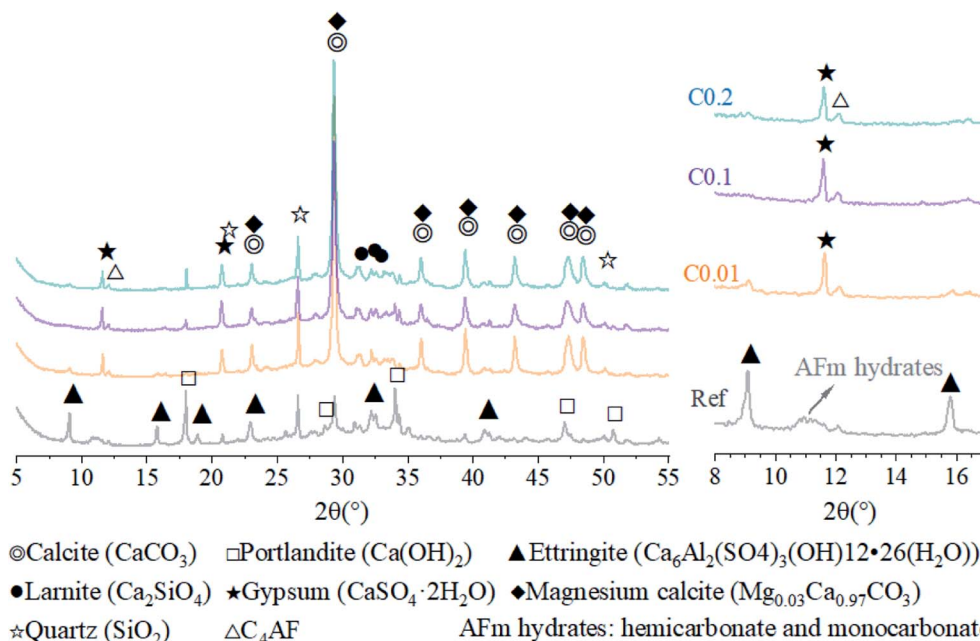 C0.2
C0.1
C0.01
Ref
AFm hydrates
5 10 15 20 25 30 35 40 45 50 55
8 10 12 14 16
2θ(°)
2θ(°)
◎Calcite (CaCO₃) □Portlandite (Ca(OH)₂) ▲Ettringite (Ca₆Al₂(SO4)₃(OH)12•26(H₂O))
●Larnite (Ca₂SiO₄) ★Gypsum (CaSO₄·2H₂O) ◆Magnesium calcite (Mg₀.₀₃Ca₀.₉₇CO₃)
☆Quartz (SiO₂) △C₄AF AFm hydrates: hemicarbonate and monocarbonat